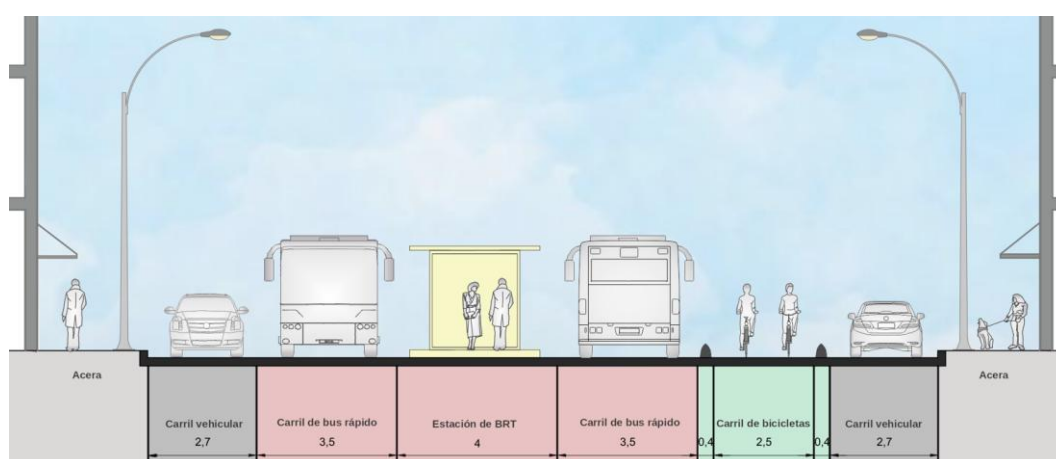 Acera
Carril vehicular
2,7
Carril de bus rápido
3,5
Estación de BRT
4
Carril de bus rápido
3,5
0,4
Carril de bicicletas
2,5
0,4
Carril vehicular
2,7
Acera